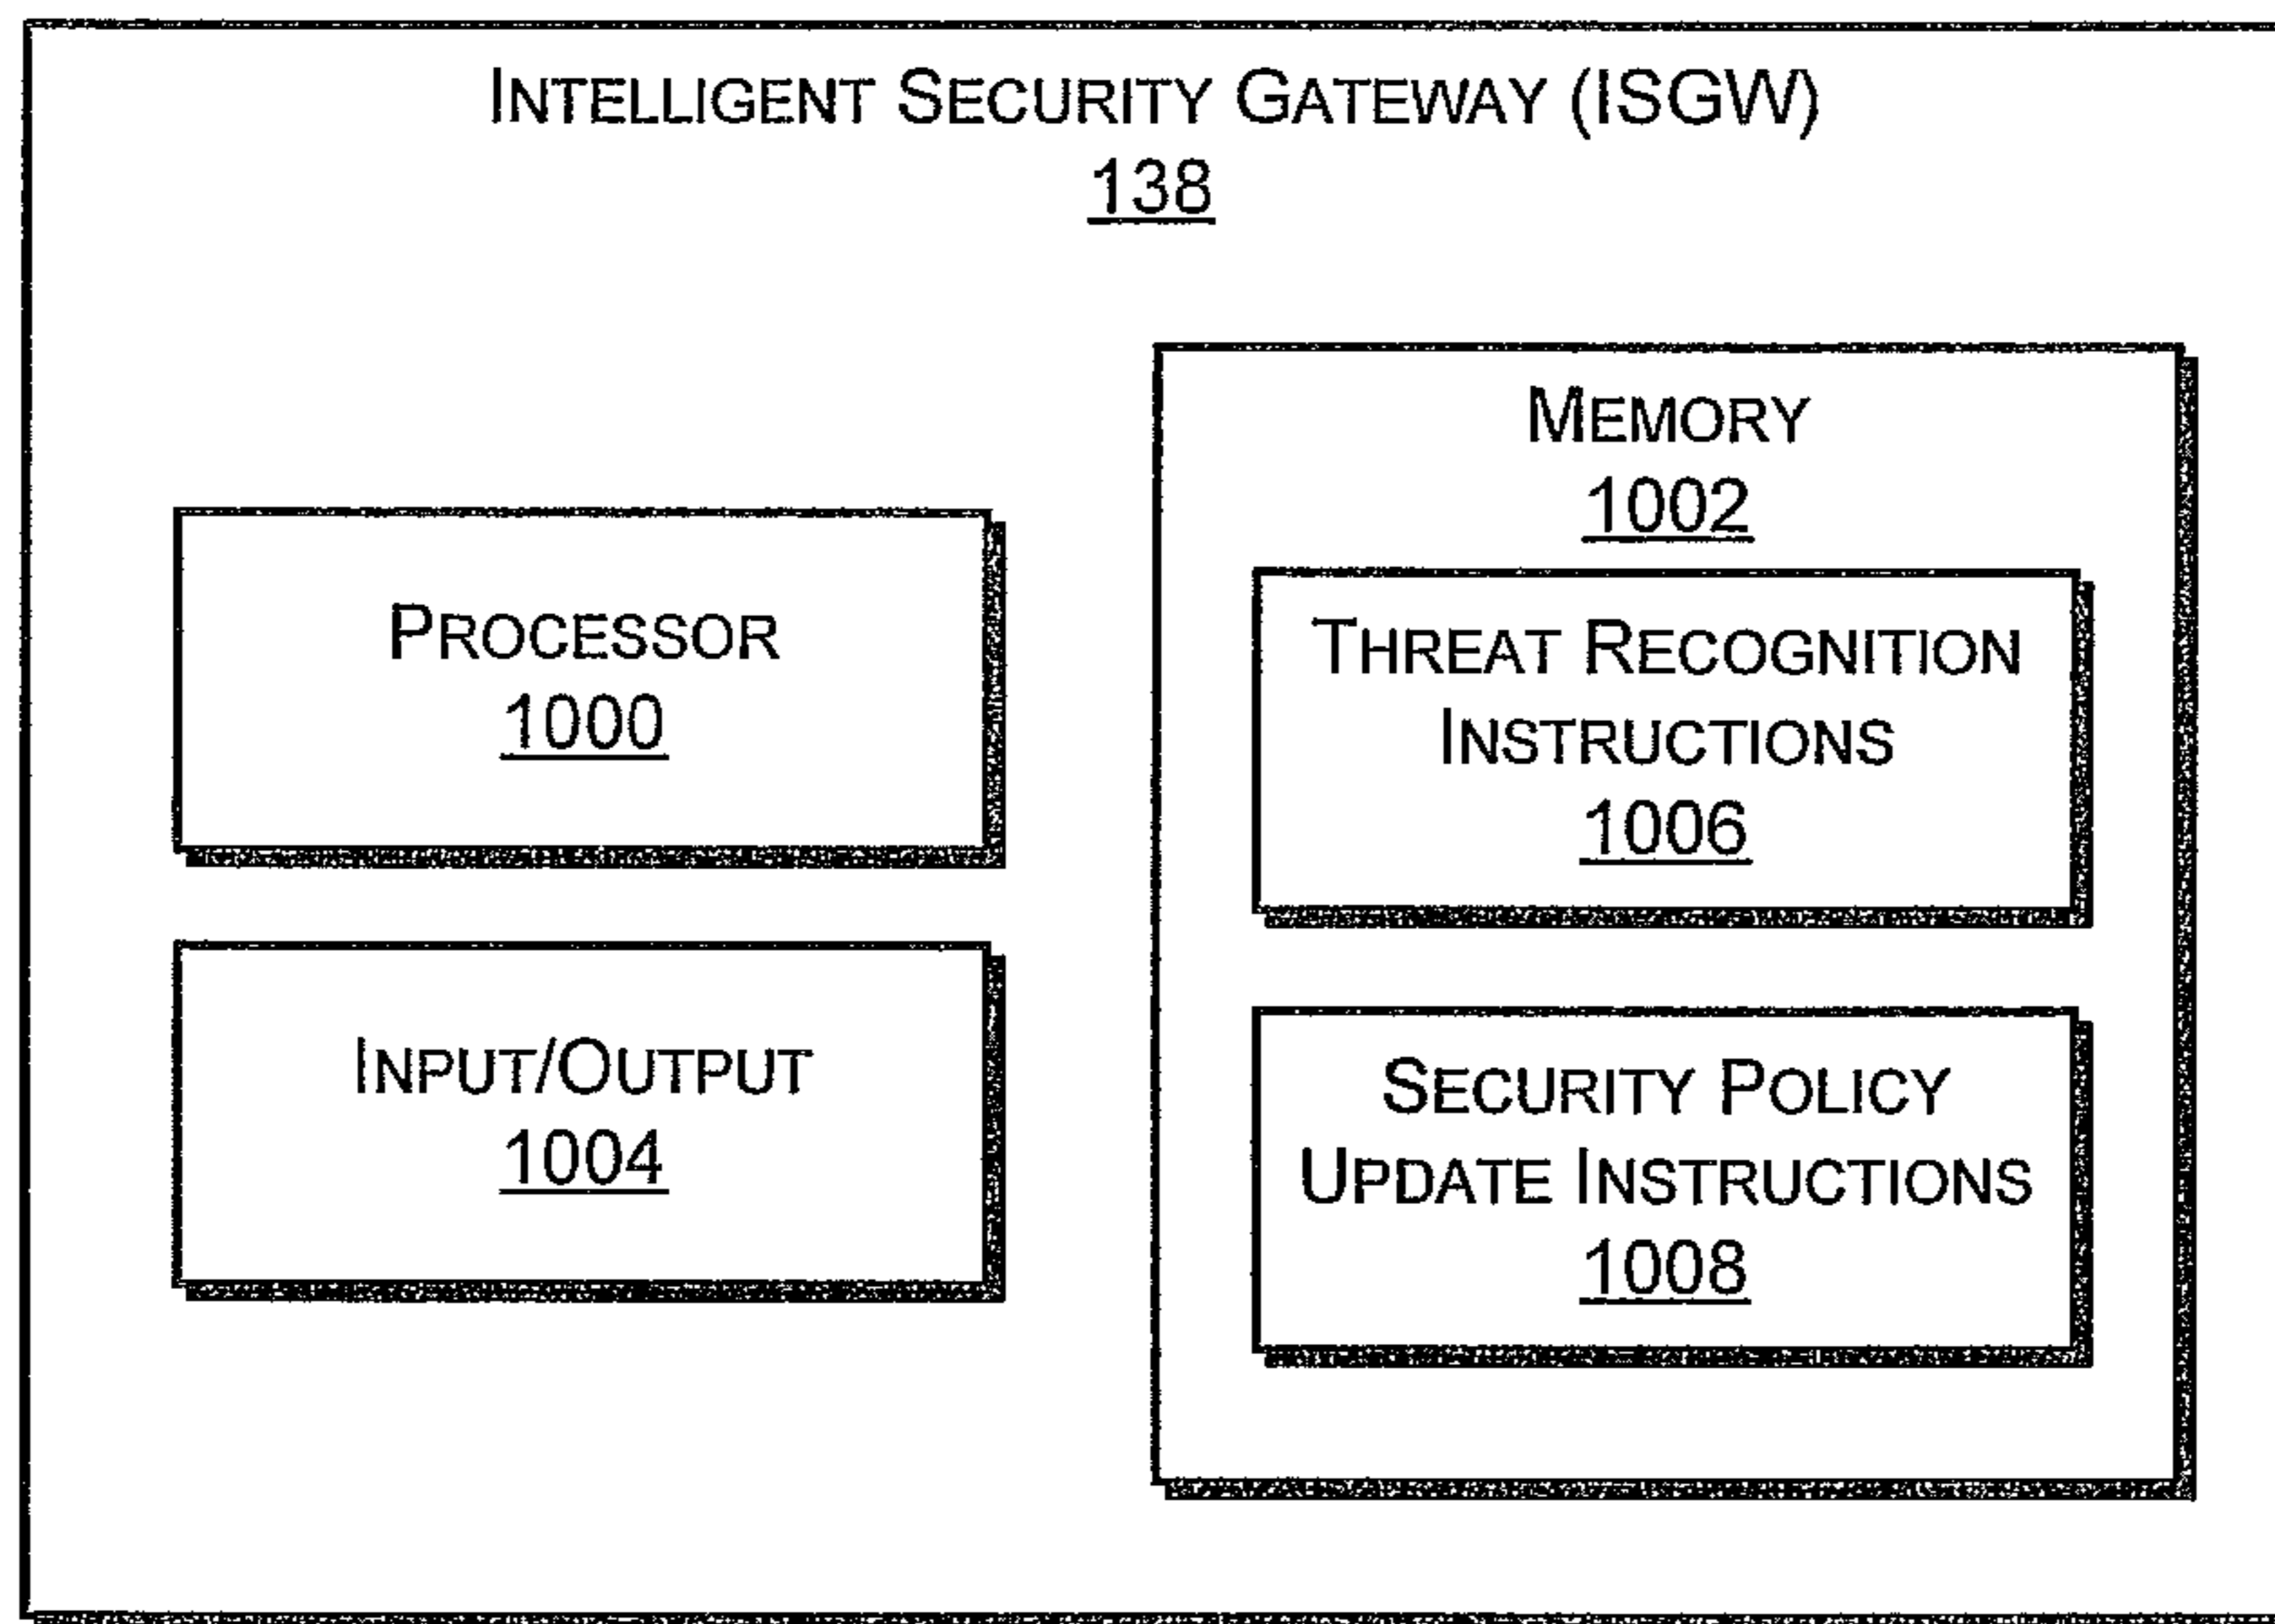 INTELLIGENT SECURITY GATEWAY (ISGW)
138
PROCESSOR
1000
INPUT/OUTPUT
1004
MEMORY
1002
THREAT RECOGNITION
INSTRUCTIONS
1006
SECURITY POLICY
UPDATE INSTRUCTIONS
1008